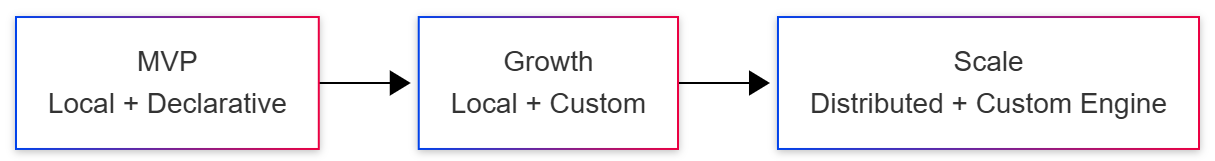 MVP
Local + Declarative
Growth
Local + Custom
Scale
Distributed + Custom Engine